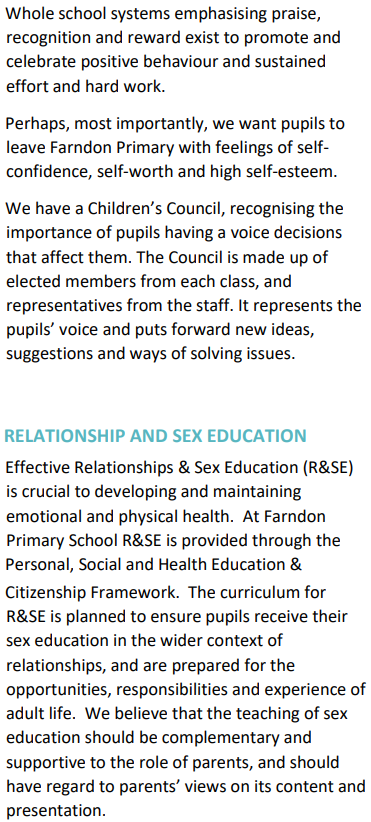 Whole school systems emphasising praise,
recognition and reward exist to promote and
celebrate positive behaviour and sustained
effort and hard work.
Perhaps, most importantly, we want pupils to
leave Farndon Primary with feelings of self-
confidence, self-worth and high self-esteem.
We have a Children’s Council, recognising the
importance of pupils having a voice decisions
that affect them. The Council is made up of
elected members from each class, and
representatives from the staff. It represents the
pupils’ voice and puts forward new ideas,
suggestions and ways of solving issues.
RELATIONSHIP AND SEX EDUCATION
Effective Relationships & Sex Education (R&SE)
is crucial to developing and maintaining
emotional and physical health.  At Farndon
Primary School R&SE is provided through the
Personal, Social and Health Education &
Citizenship Framework.  The curriculum for
R&SE is planned to ensure pupils receive their
sex education in the wider context of
relationships, and are prepared for the
opportunities, responsibilities and experience of
adult life.  We believe that the teaching of sex
education should be complementary and
supportive to the role of parents, and should
have regard to parents’ views on its content and
presentation.